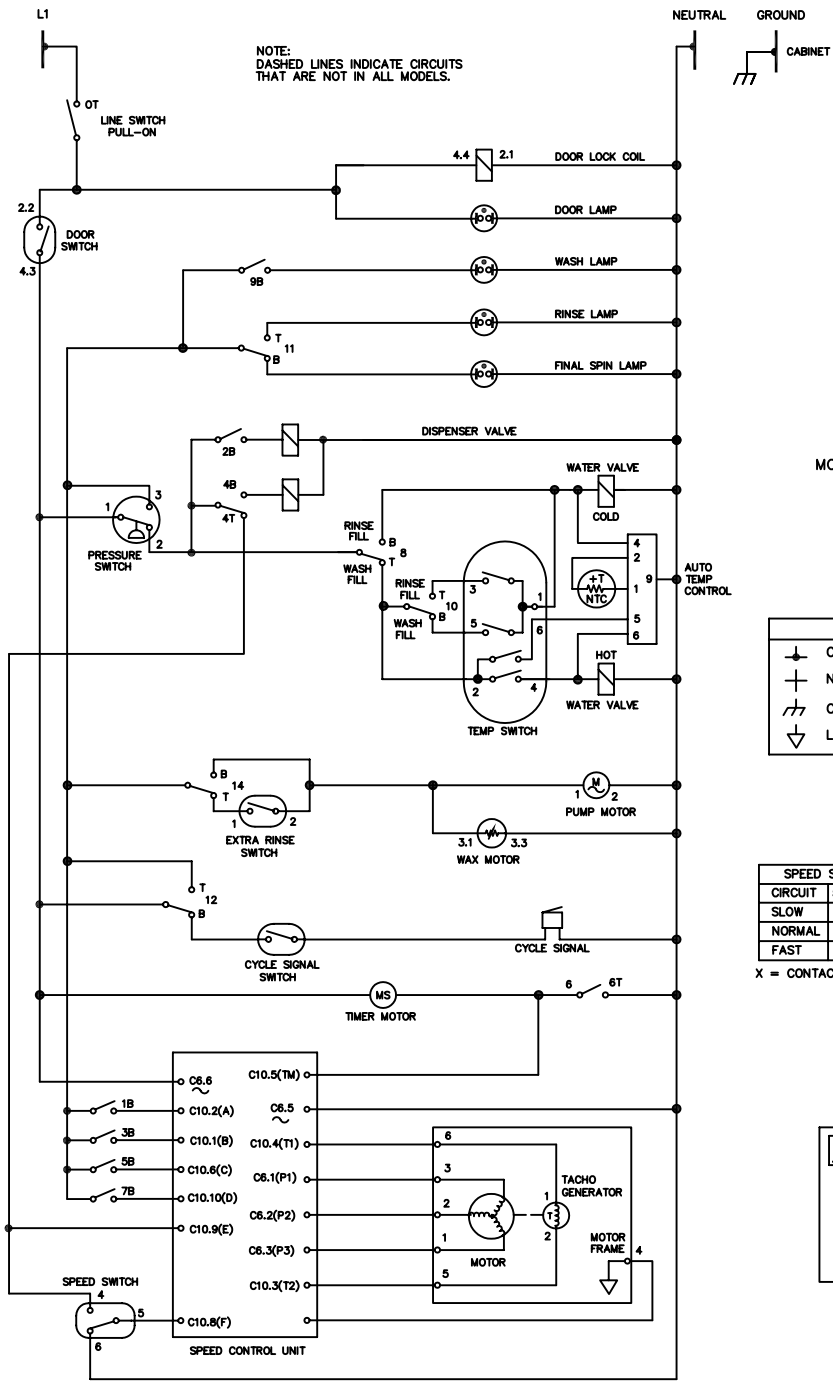 L1
NEUTRAL
GROUND
NOTE:
DASHED LINES INDICATE CIRCUITS
THAT ARE NOT IN ALL MODELS.
CABINET
OT
LINE SWITCH
PULL-ON
4.4
2.1
DOOR LOCK COIL
2.2
DOOR LAMP
DOOR
SWITCH
4.3
9B
WASH LAMP
RINSE LAMP
T
11
B
FINAL SPIN LAMP
DISPENSER VALVE
2B
WATER VALVE
MO
4B
3
1
4T
COLD
PRESSURE
SWITCH
2
RINSE
FILL
B
8
T
WASH
FILL
4
2
9
AUTO
TEMP
CONTROL
+T
NTC
1
RINSE
FILL
T
10
B
WASH
FILL
3
1
5
6
5
6
HOT
2
4
WATER VALVE
TEMP SWITCH
C
N
C
L
B
14
T
M
1
2
PUMP MOTOR
1
2
EXTRA RINSE
SWITCH
3.1
3.3
WAX MOTOR
T
12
B
SPEED S
CIRCUIT
SLOW
NORMAL
FAST
X = CONTAC
CYCLE SIGNAL
SWITCH
CYCLE SIGNAL
MS
TIMER MOTOR
6
6T
C10.5(TM)
C6.6
1B
C10.2(A)
C6.5
3B
C10.1(B)
C10.4(T1)
6
5B
C10.6(C)
C6.1(P1)
3
TACHO
GENERATOR
7B
C10.10(D)
C6.2(P2)
2
1
T
2
C10.9(E)
C6.3(P3)
1
MOTOR
MOTOR
FRAME
4
C10.3(T2)
5
SPEED SWITCH
4
5
C10.8(F)
6
SPEED CONTROL UNIT